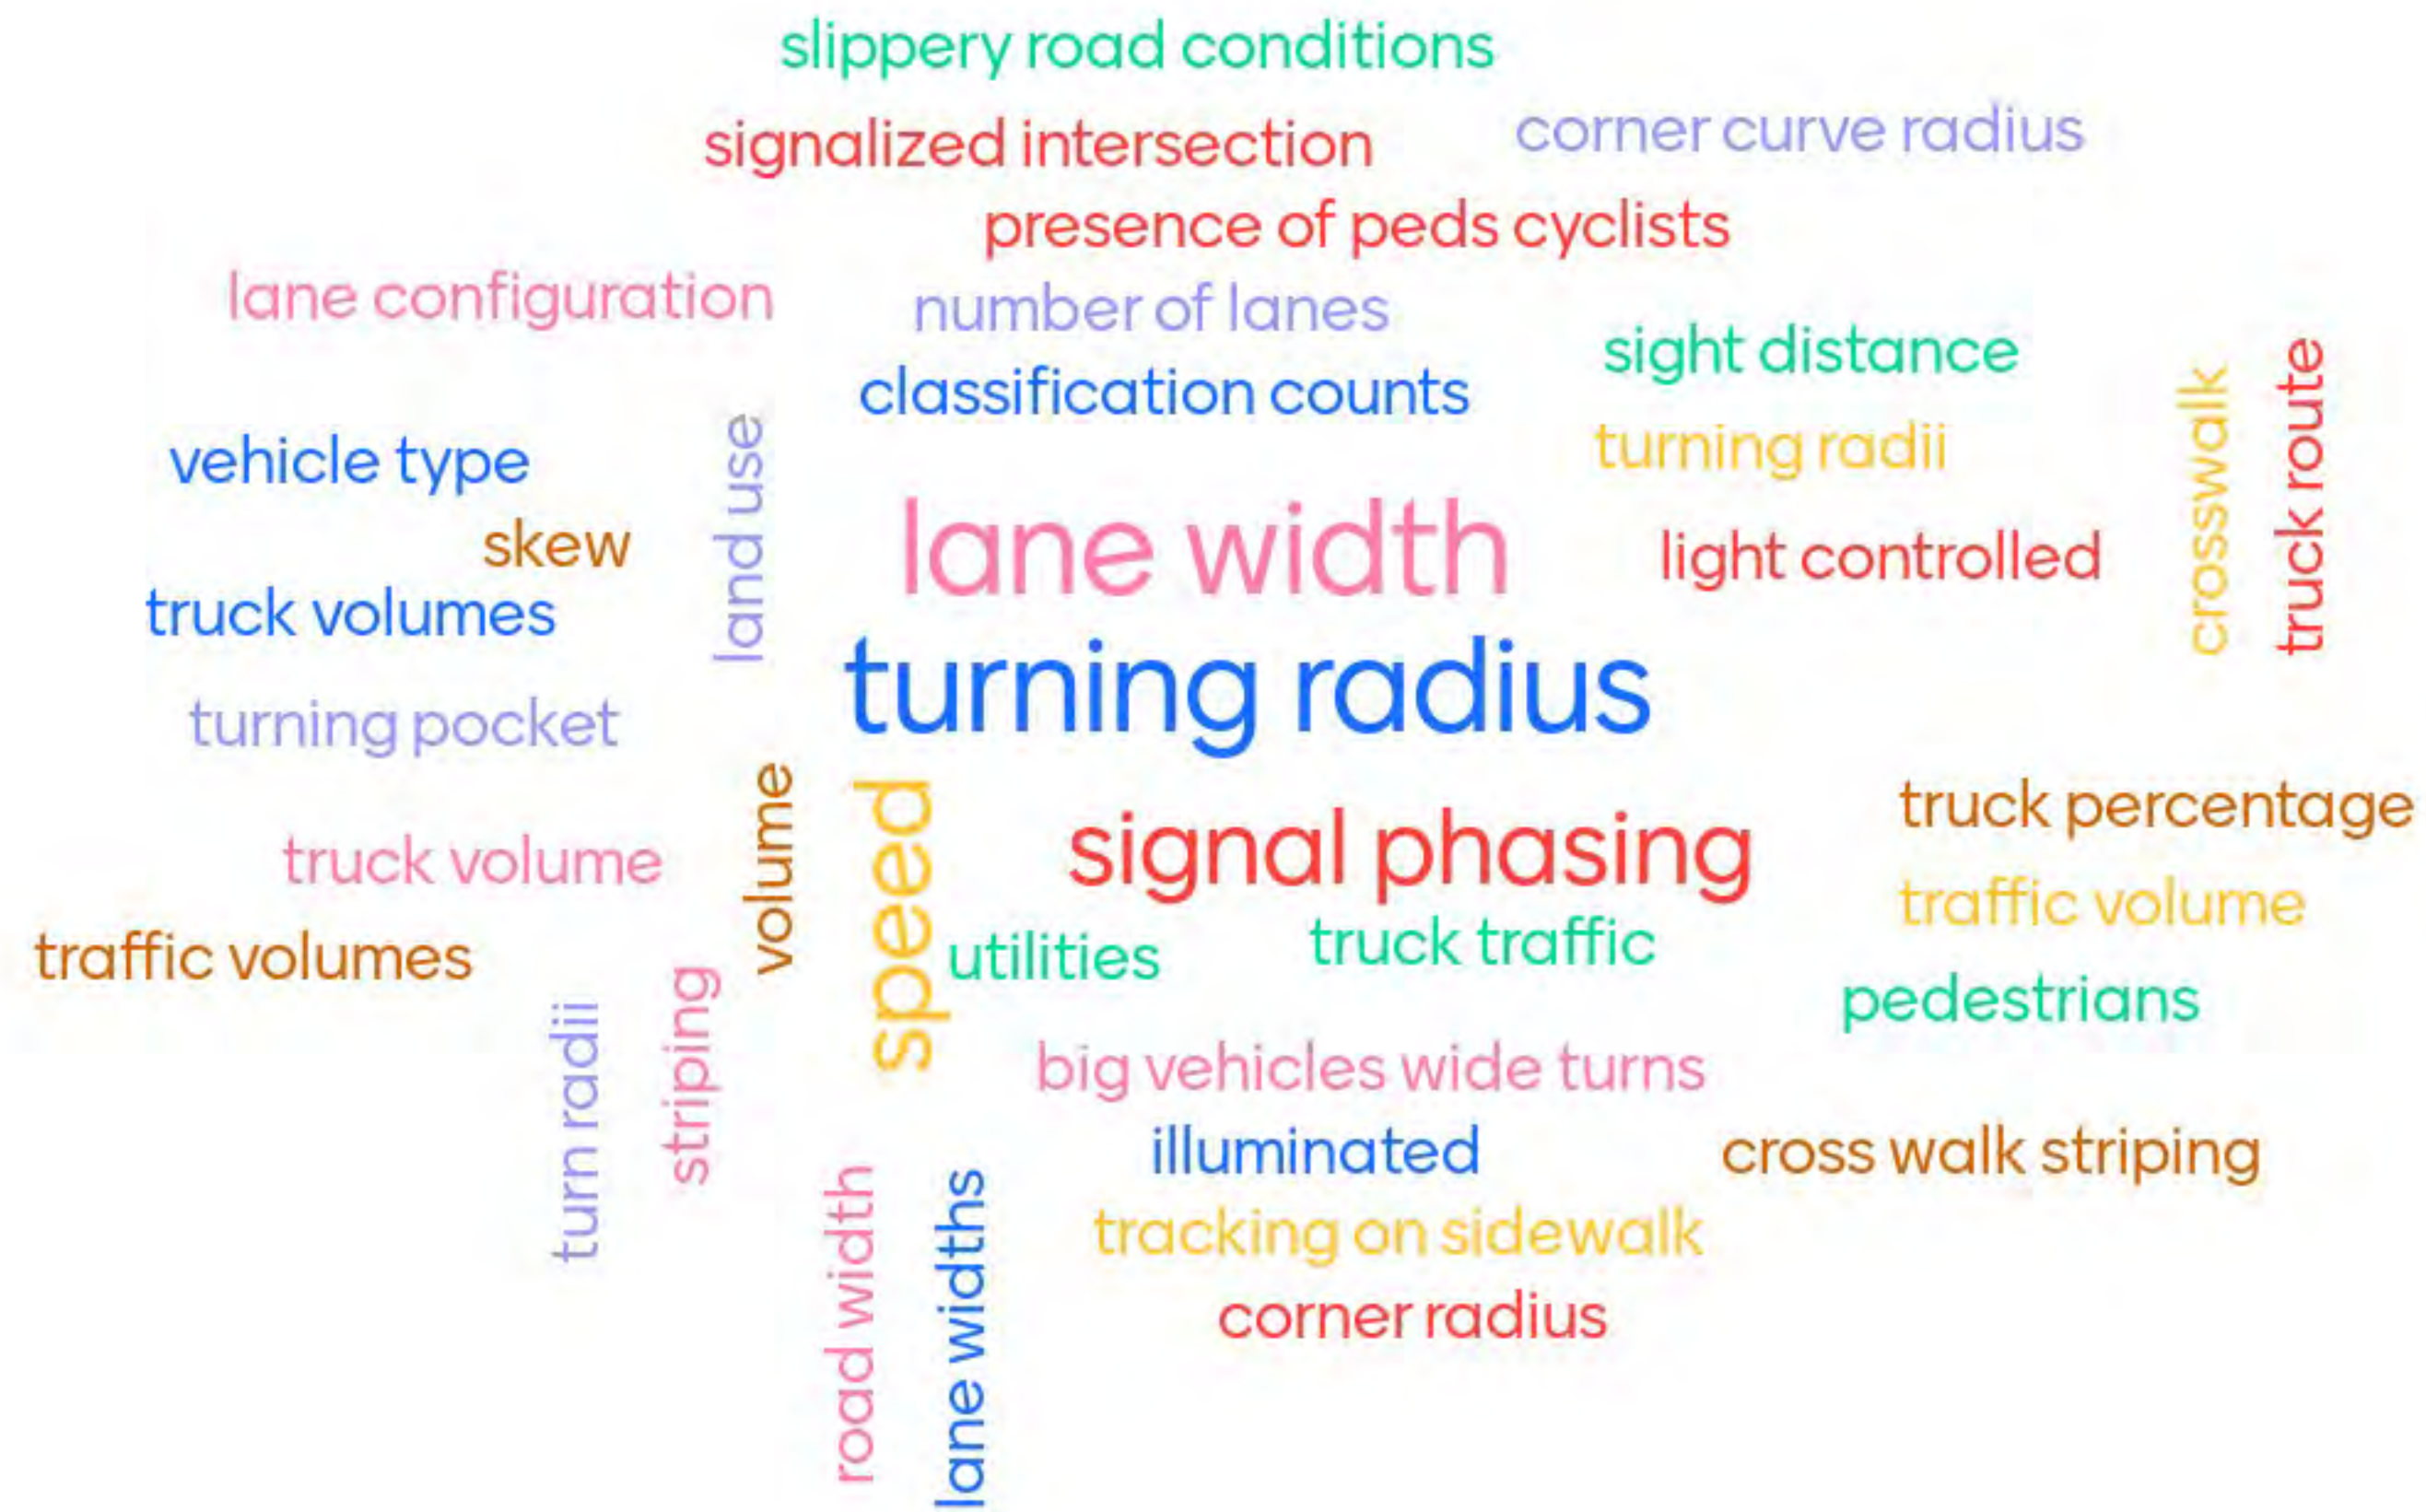 slippery road conditions
signalized intersection
corner curve radius
presence of peds cyclists
lane configuration
number of lanes
sight distance
classification counts
crosswalk
truck route
turning radii
vehicle type
land use
lane width
skew
light controlled
truck volumes
turning radius
turning pocket
volume
speed
signal phasing
truck percentage
truck volume
traffic volume
traffic volumes
utilities
truck traffic
pedestrians
turn radii
striping
big vehicles wide turns
illuminated
cross walk striping
road width
lane widths
tracking on sidewalk
corner radius